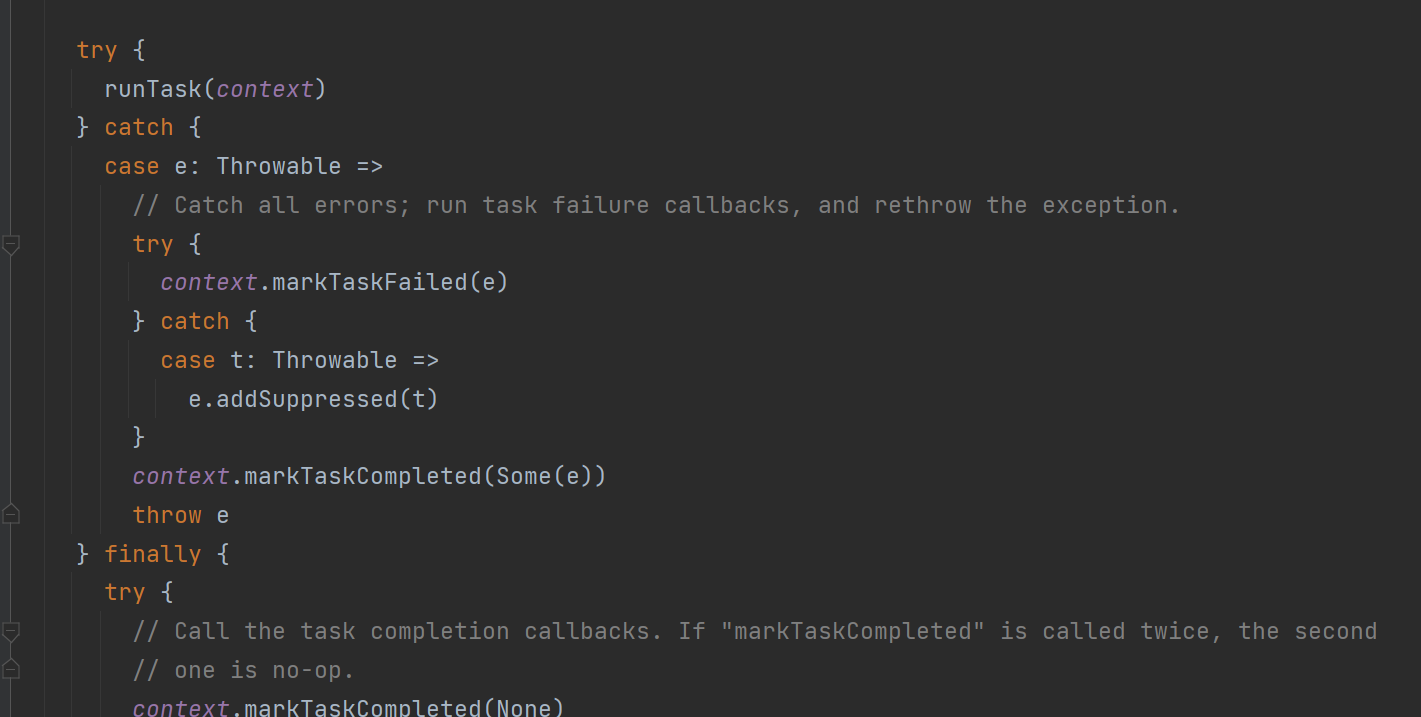 try {
runTask(context)
} catch {
case e: Throwable =>
// Catch all errors; run task failure callbacks, and rethrow the exception.
try {
context.markTaskFailed(e)
} catch {
case t: Throwable =>
e.addSuppressed(t)
}
context.markTaskCompleted(Some(e))
throw e
} finally {
try {
// Call the task completion callbacks. If "markTaskCompleted" is called twice, the second
// one is no-op.
context.markTaskCompleted(None)